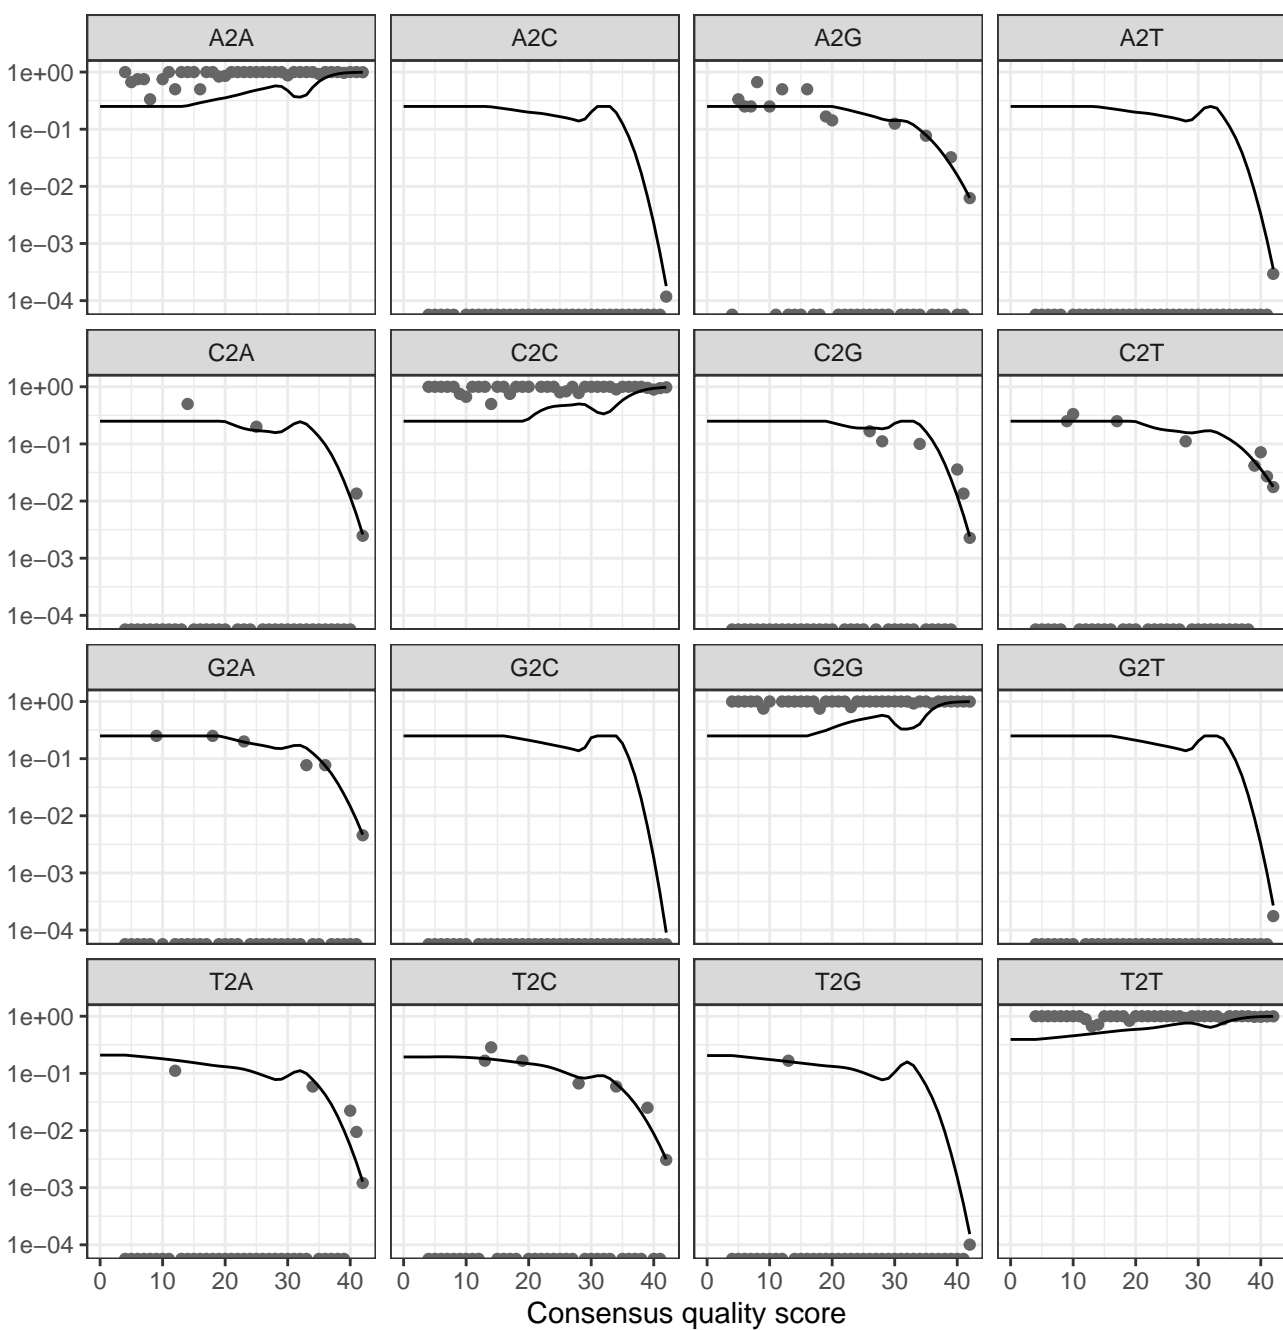 A2A A2C A2G A2T
1e+00
1e−01
1e−02
1e−03
1e−04
C2A C2C C2G C2T
1e+00
1e−01
1e−02
1e−03
1e−04
G2A G2C G2G G2T
1e+00
1e−01
1e−02
1e−03
1e−04
T2A T2C T2G T2T
1e+00
1e−01
1e−02
1e−03
1e−04
0 10 20 30 40 0 10 20 30 40 0 10 20 30 40 0 10 20 30 40
Consensus quality score